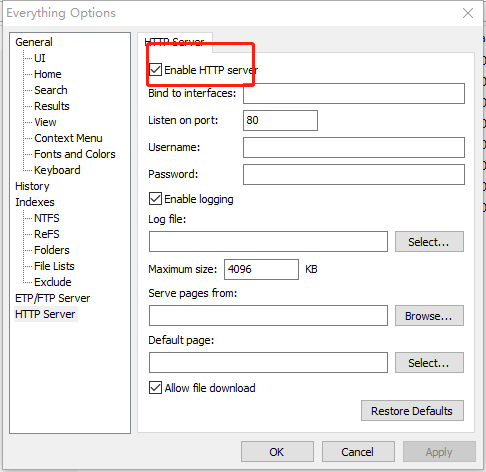 Everything Options
General
UI
Home
Search
Results
View
Context Menu
Fonts and Colors
Keyboard
History
Indexes
NTFS
ReFS
Folders
File Lists
Exclude
ETP/FTP Server
HTTP Server
HTTP Server
Enable HTTP server
Bind to interfaces:
Listen on port: 80
Username:
Password:
Enable logging
Log file:
Select...
Maximum size: 4096 KB
Serve pages from:
Browse...
Default page:
Select...
Allow file download
Restore Defaults
OK Cancel Apply